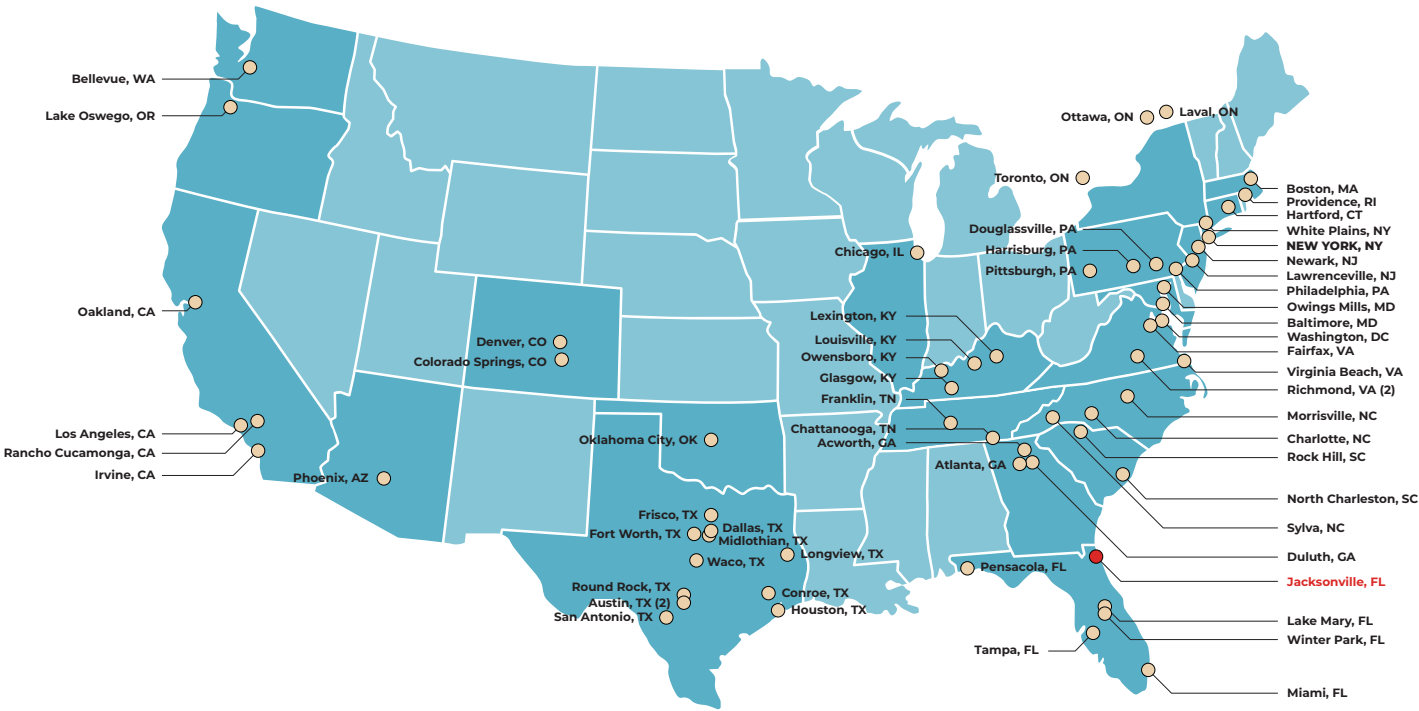 Bellevue, WA
Lake Oswego, OR
Oakland, CA
Los Angeles, CA
Rancho Cucamonga, CA
Irvine, CA
Phoenix, AZ
Denver, CO
Colorado Springs, CO
Oklahoma City, OK
Frisco, TX
Dallas, TX
Fort Worth, TX
Midlothian, TX
Longview, TX
Waco, TX
Round Rock, TX
Austin, TX (2)
San Antonio, TX
Conroe, TX
Houston, TX
Chicago, IL
Lexington, KY
Louisville, KY
Owensboro, KY
Glasgow, KY
Franklin, TN
Chattanooga, TN
Acworth, GA
Atlanta, GA
Pensacola, FL
Tampa, FL
Ottawa, ON
Laval, ON
Toronto, ON
Douglassville, PA
Harrisburg, PA
Pittsburgh, PA
Boston, MA
Providence, RI
Hartford, CT
White Plains, NY
NEW YORK, NY
Newark, NJ
Lawrenceville, NJ
Philadelphia, PA
Owings Mills, MD
Baltimore, MD
Washington, DC
Fairfax, VA
Virginia Beach, VA
Richmond, VA (2)
Morrisville, NC
Charlotte, NC
Rock Hill, SC
North Charleston, SC
Sylva, NC
Duluth, GA
Jacksonville, FL
Lake Mary, FL
Winter Park, FL
Miami, FL